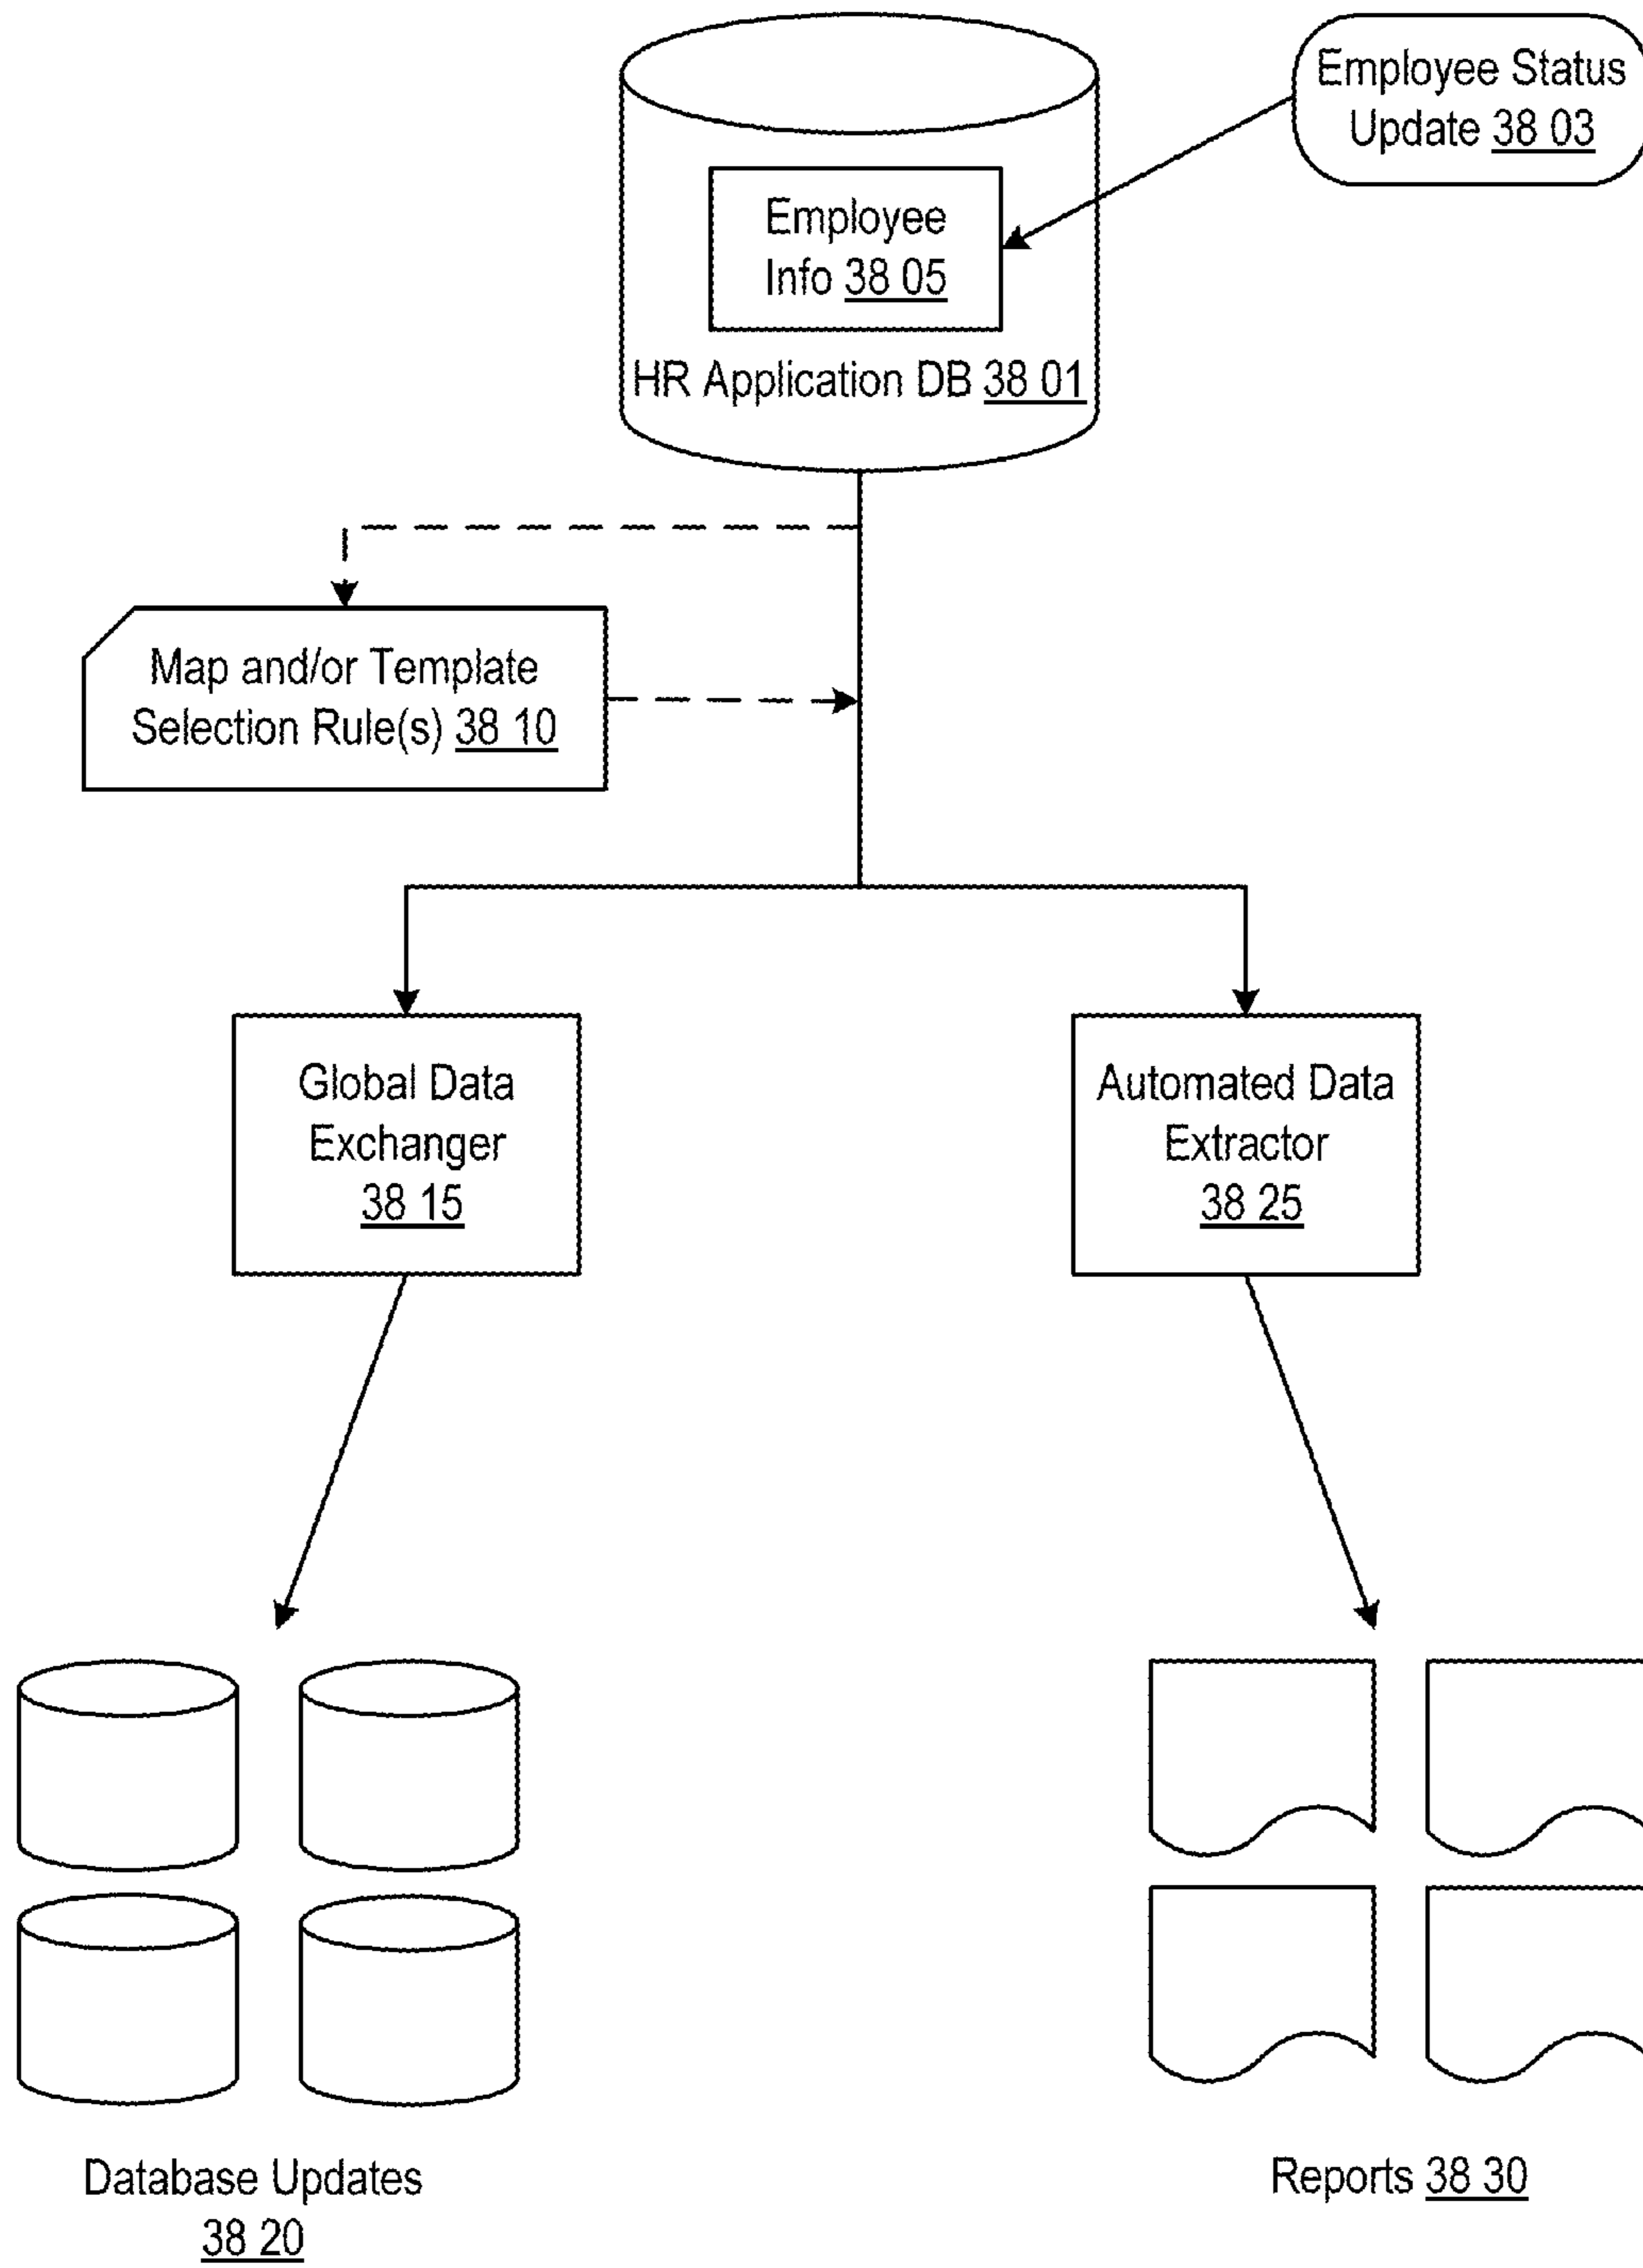 Employee Status
Update 38 03
Employee
Info 38 05
HR Application DB 38 01
Map and/or Template
Selection Rule(s) 38 10
Global Data
Exchanger
38 15
Automated Data
Extractor
38 25
Database Updates
38 20
Reports 38 30